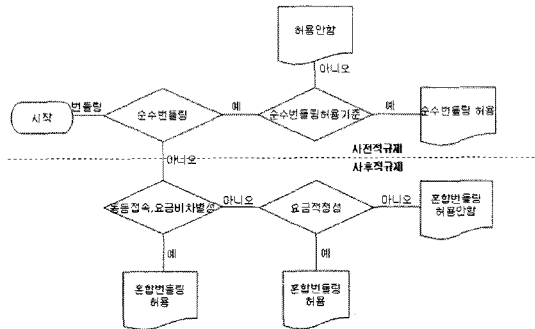 허용안함
아니오
번들링
예
예
시작
순수번들링
순수번들링허용기준
순수번들링 허용
사전적규제
아니오
사후적규제
동등접속,요금비차별성
아니오
요금적정성
아니오
혼합번들링
허용안함
예
예
혼합번들링
허용
혼합번들링
허용